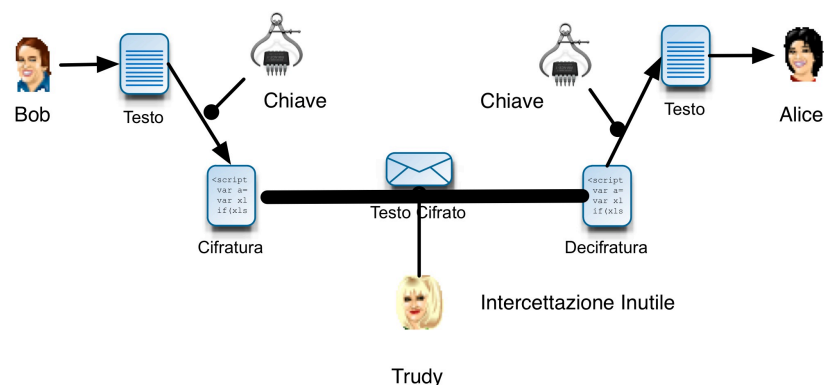 Bob
Testo
Chiave
Chiave
Testo
Alice
<script
var a=
var xl
if(xls
Cifratura
Testo Cifrato
<script
var a=
var xl
if(xls
Decifratura
Intercettazione Inutile
Trudy